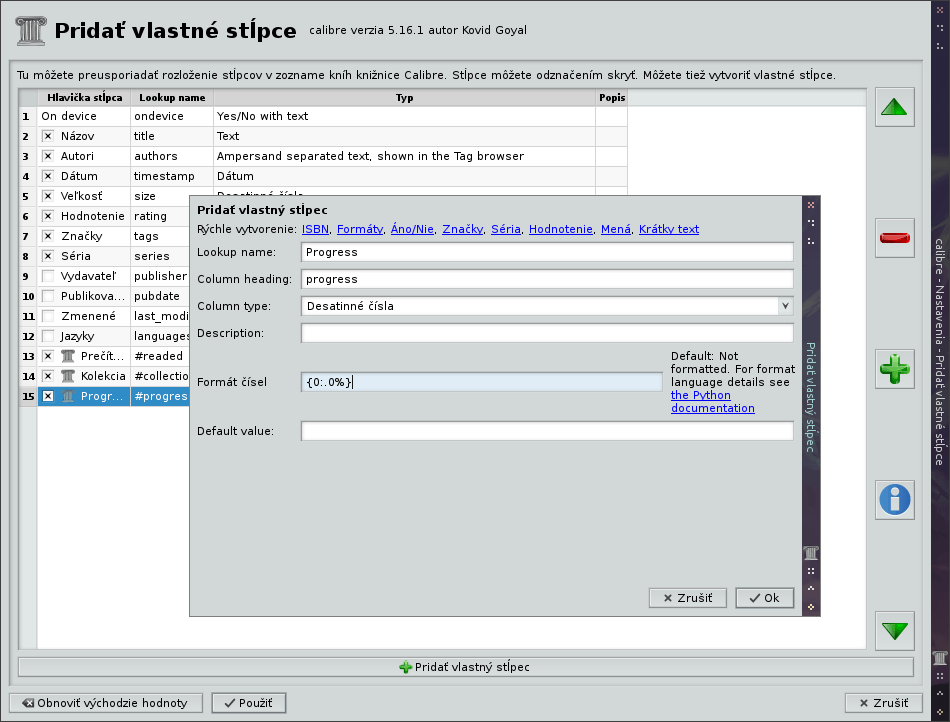 Pridať vlastné stĺpce
calibre verzia 5.16.1 autor Kovid Goyal
Tu môžete preusporiadať rozloženie stĺpcov v zozname kníh knižnice Calibre. Stĺpce môžete odznačením skryť. Môžete tiež vytvoriť vlastné stĺpce.
Hlavička stĺpca Lookup name Typ Popis
1 On device ondevice Yes/No with text
2 Názov title Text
3 Autori authors Ampersand separated text, shown in the Tag browser
4 Dátum timestamp Dátum
5 Veľkosť size
6 Hodnotenie rating
7 Značky tags
8 Séria series
9 Vydavateľ publisher
10 Publikova... pubdate
11 Zmenené last_modi
12 Jazyky languages
13 Prečít... #readed
14 Kolekcia #collectio
15 Progr... #progres
Pridať vlastný stĺpec
Rýchle vytvorenie: ISBN, Formáty, Áno/Nie, Značky, Séria, Hodnotenie, Mená, Krátky text
Lookup name: Progress
Column heading: progress
Column type: Desatinné čísla
Description:
Formát čísel {0:.0%}
Default: Not
formatted. For format
language details see
the Python
documentation
Default value:
Zrušiť Ok
Pridať vlastný stĺpec
Pridať vlastný stĺpec
Obnoviť východzie hodnoty Použiť Zrušiť
calibre - Nastavenia - Pridať vlastné stĺpce